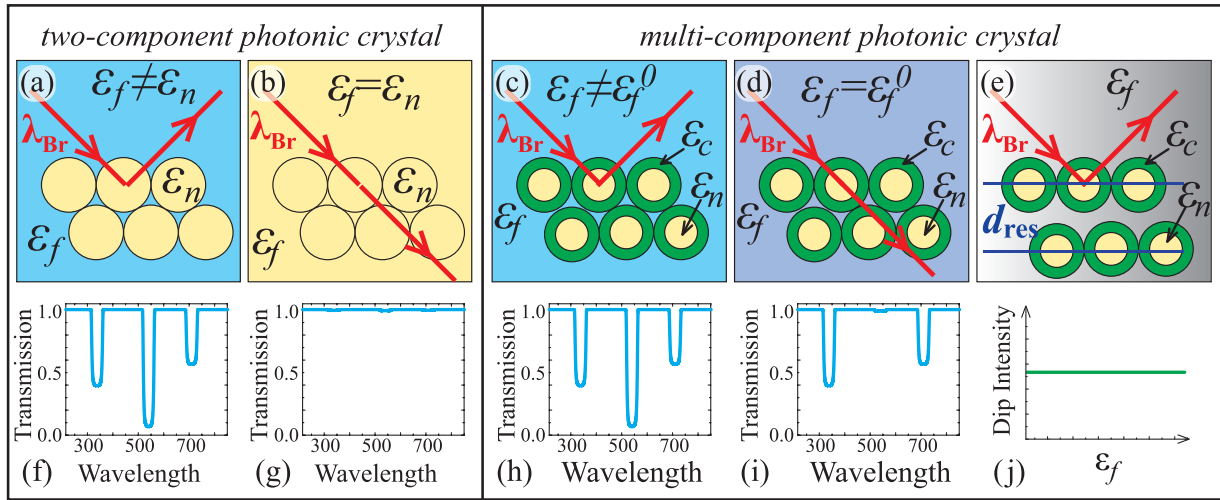 two-component photonic crystal
multi-component photonic crystal
(a) εf≠εn
λBr
εn
εf
(b) εf=εn
λBr
εn
εf
(c) εf≠εf⁰
λBr
εc
εn
εf
(d) εf=εf⁰
λBr
εc
εn
εf
(e) εf
λBr
εc
εn
dres
Transmission
1.0
0.5
0.0
300 500 700
(f) Wavelength
Transmission
1.0
0.5
0.0
300 500 700
(g) Wavelength
Transmission
1.0
0.5
0.0
300 500 700
(h) Wavelength
Transmission
1.0
0.5
0.0
300 500 700
(i) Wavelength
Dip Intensity
(j) εf